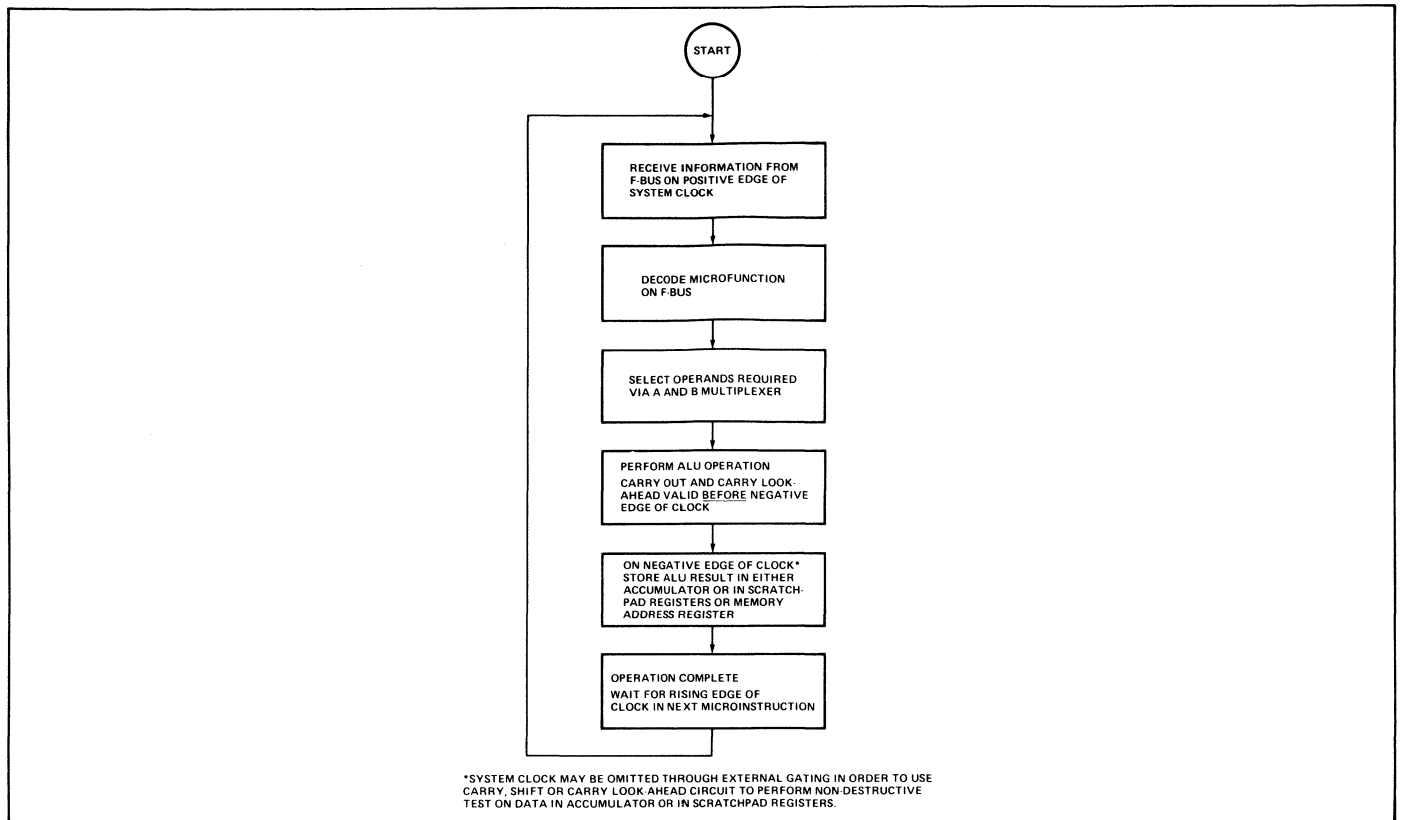 START
RECEIVE INFORMATION FROM
F-BUS ON POSITIVE EDGE OF
SYSTEM CLOCK
DECODE MICROFUNCTION
ON F-BUS
SELECT OPERANDS REQUIRED
VIA A AND B MULTIPLEXER
PERFORM ALU OPERATION
CARRY OUT AND CARRY LOOK-
AHEAD VALID BEFORE NEGATIVE
EDGE OF CLOCK
ON NEGATIVE EDGE OF CLOCK*
STORE ALU RESULT IN EITHER
ACCUMULATOR OR IN SCRATCH-
PAD REGISTERS OR MEMORY
ADDRESS REGISTER
OPERATION COMPLETE
WAIT FOR RISING EDGE OF
CLOCK IN NEXT MICROINSTRUCTION
*SYSTEM CLOCK MAY BE OMITTED THROUGH EXTERNAL GATING IN ORDER TO USE
CARRY, SHIFT OR CARRY LOOK-AHEAD CIRCUIT TO PERFORM NON-DESTRUCTIVE
TEST ON DATA IN ACCUMULATOR OR IN SCRATCHPAD REGISTERS.